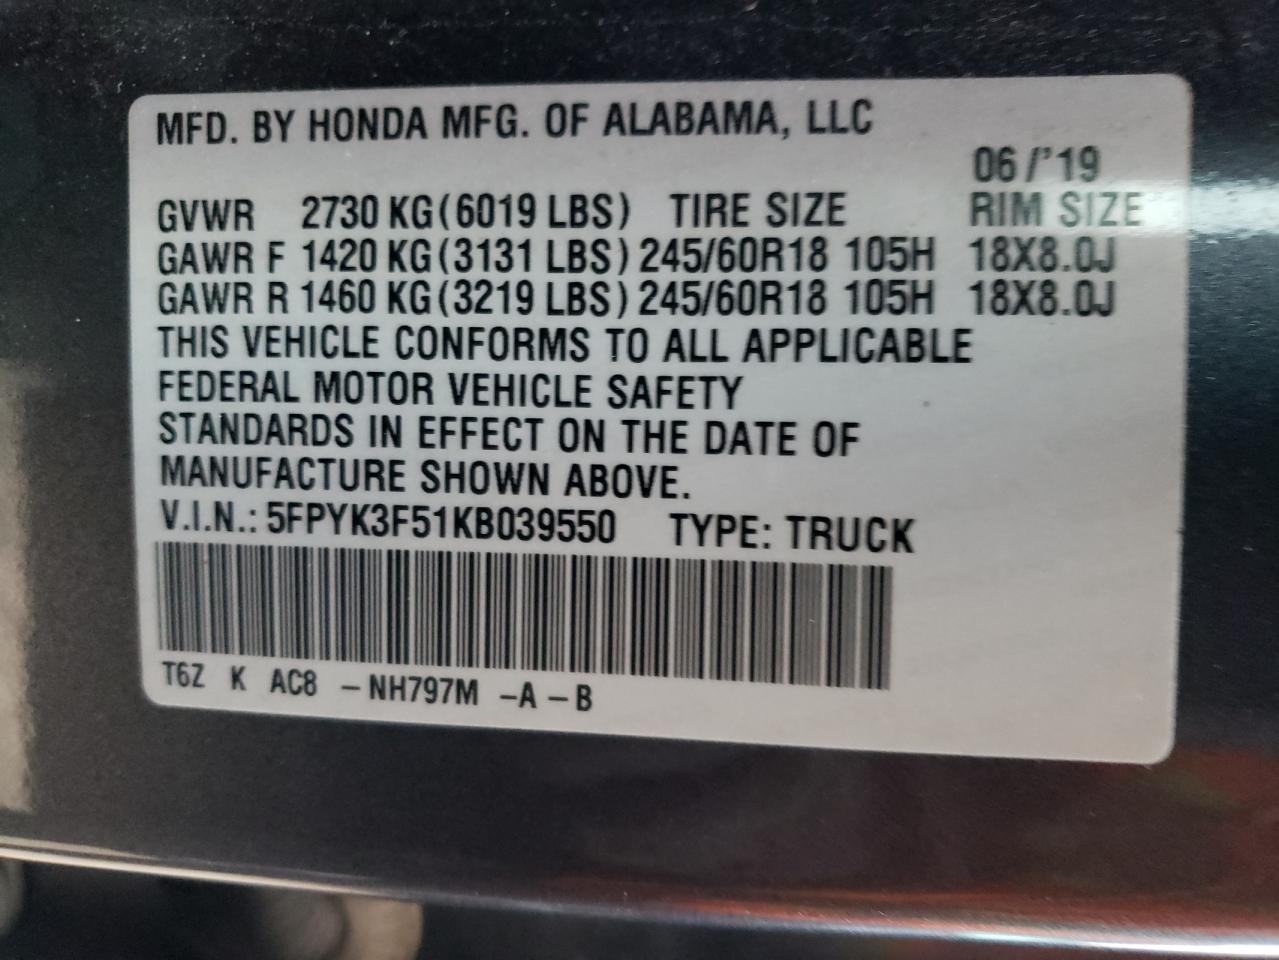 MFD. BY HONDA MFG. OF ALABAMA, LLC
06/'19
GVWR 2730 KG(6019 LBS) TIRE SIZE RIM SIZE
GAWR F 1420 KG(3131 LBS) 245/60R18 105H 18X8.0J
GAWR R 1460 KG(3219 LBS) 245/60R18 105H 18X8.0J
THIS VEHICLE CONFORMS TO ALL APPLICABLE
FEDERAL MOTOR VEHICLE SAFETY
STANDARDS IN EFFECT ON THE DATE OF
MANUFACTURE SHOWN ABOVE.
V.I.N.: 5FPYK3F51KB039550 TYPE: TRUCK
T6Z K AC8 -NH797M -A -B